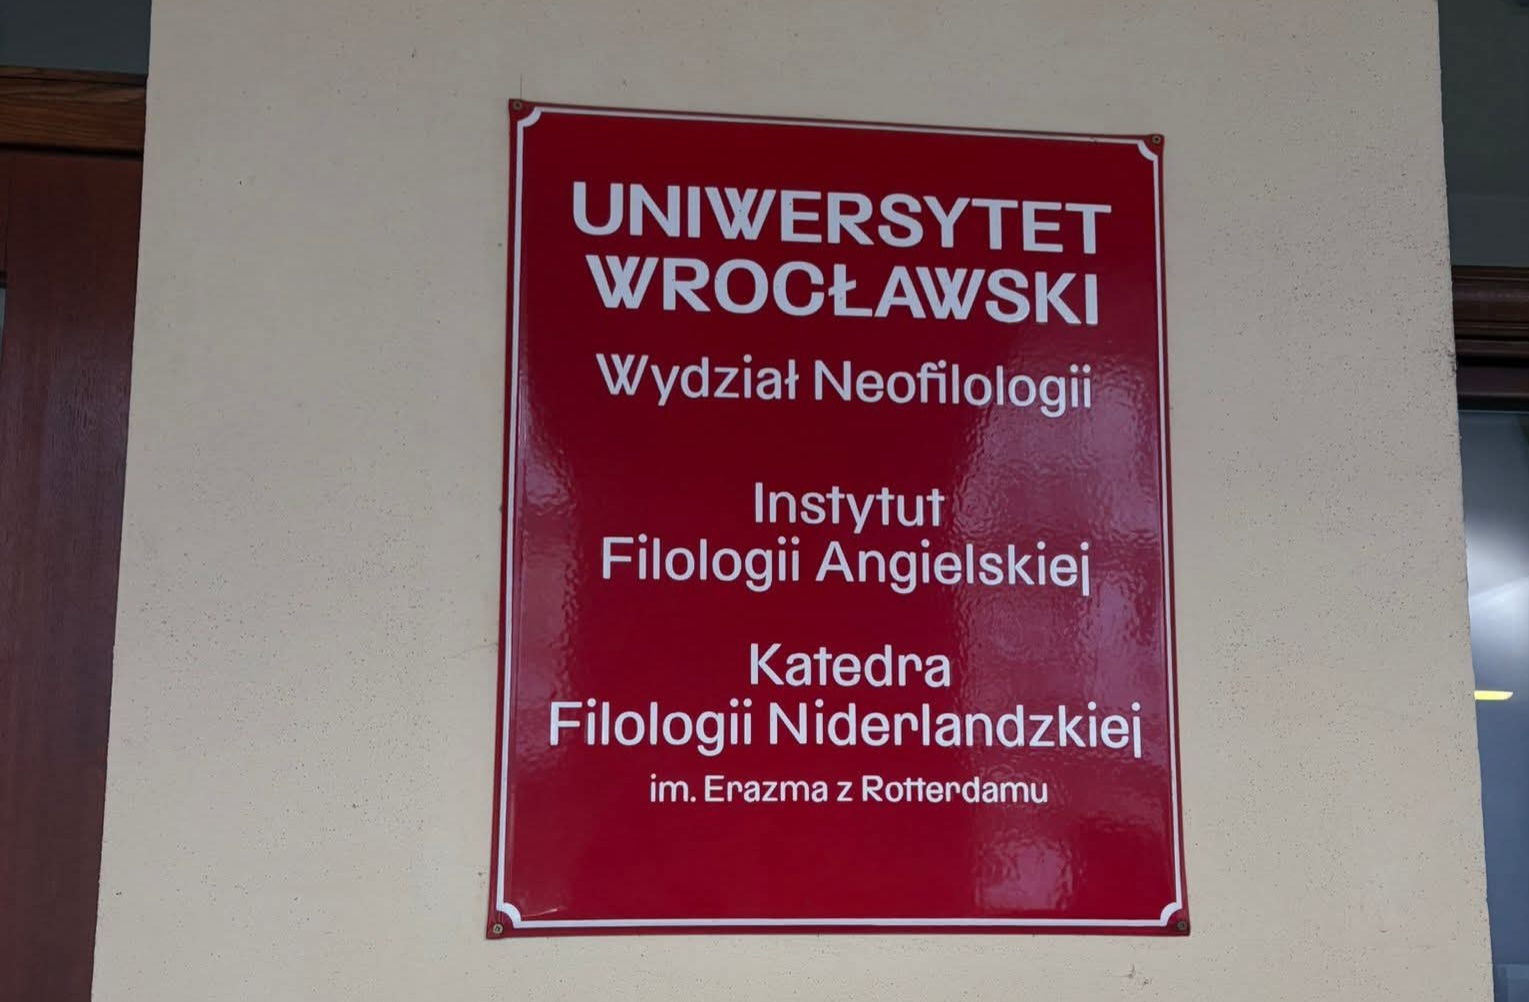 UNIWERSYTET
WROCŁAWSKI
Wydział Neofilologii
Instytut
Filologii Angielskiej
Katedra
Filologii Niderlandzkiej
im. Erazma z Rotterdamu